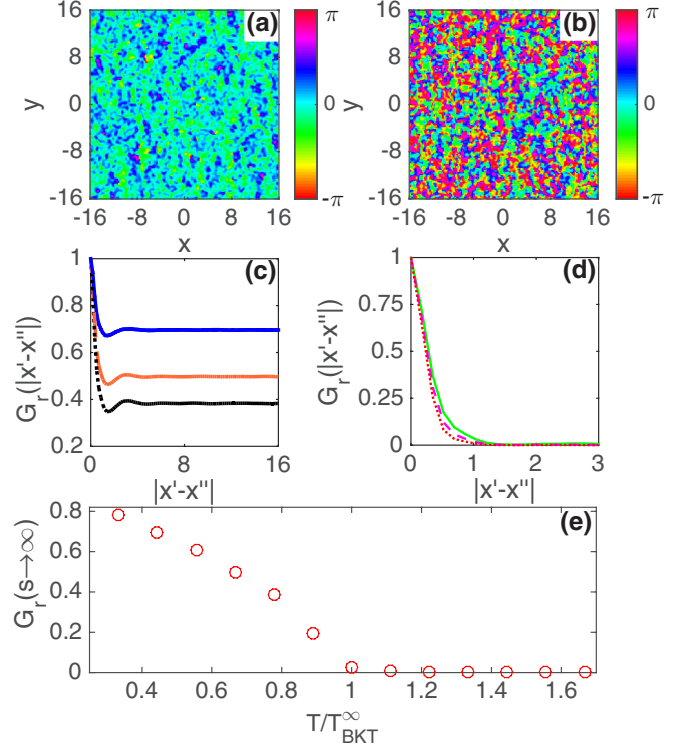 16 (a) π 16 (b) π
8 8
y 0 0 y 0 0
-8 -8
-16 -π -16 -π
-16 -8 0 8 16 -16 -8 0 8 16
x x
1 (c) 1 (d)
0.8 0.75
G_r(|x'-x''|) 0.6 G_r(|x'-x''|) 0.5
0.4 0.25
0.2 0
0 8 16 0 1 2 3
|x'-x''| |x'-x''|
0.8 (e)
0.6
G_r(s→∞) 0.4
0.2
0
0.4 0.6 0.8 1 1.2 1.4 1.6
T/T_BKT^∞